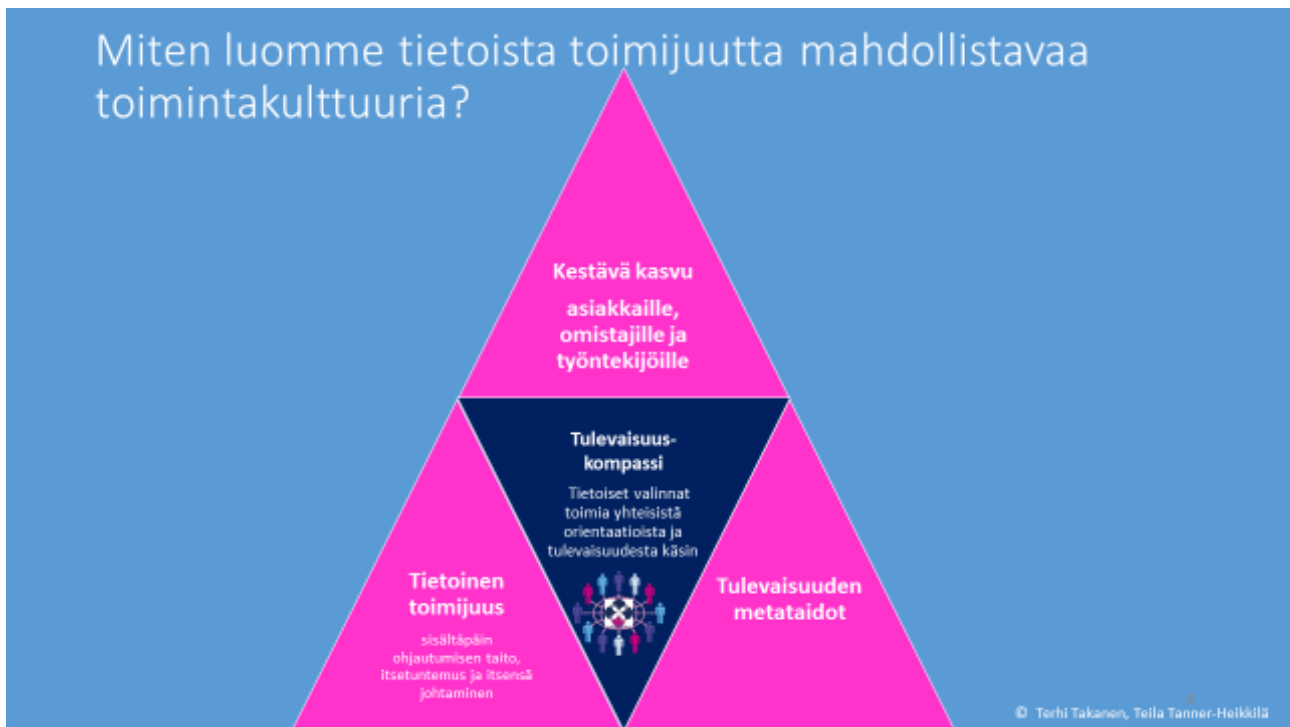 Miten luomme tietoista toimijuutta mahdollistavaa
toimintakulttuuria?
Kestävä kasvu
asiakkaille,
omistajille ja
työntekijöille
Tulevaisuus-
kompassi
Tietoiset valinnat
toimia yhteisistä
orientaatioista ja
tulevaisuudesta käsin
Tietoinen
toimijuus
sisältäpäin
ohjautumisen taito,
itsetuntemus ja itsensä
johtaminen
Tulevaisuuden
metataidot
© Terhi Takanen, Teila Tanner-Heikkilä